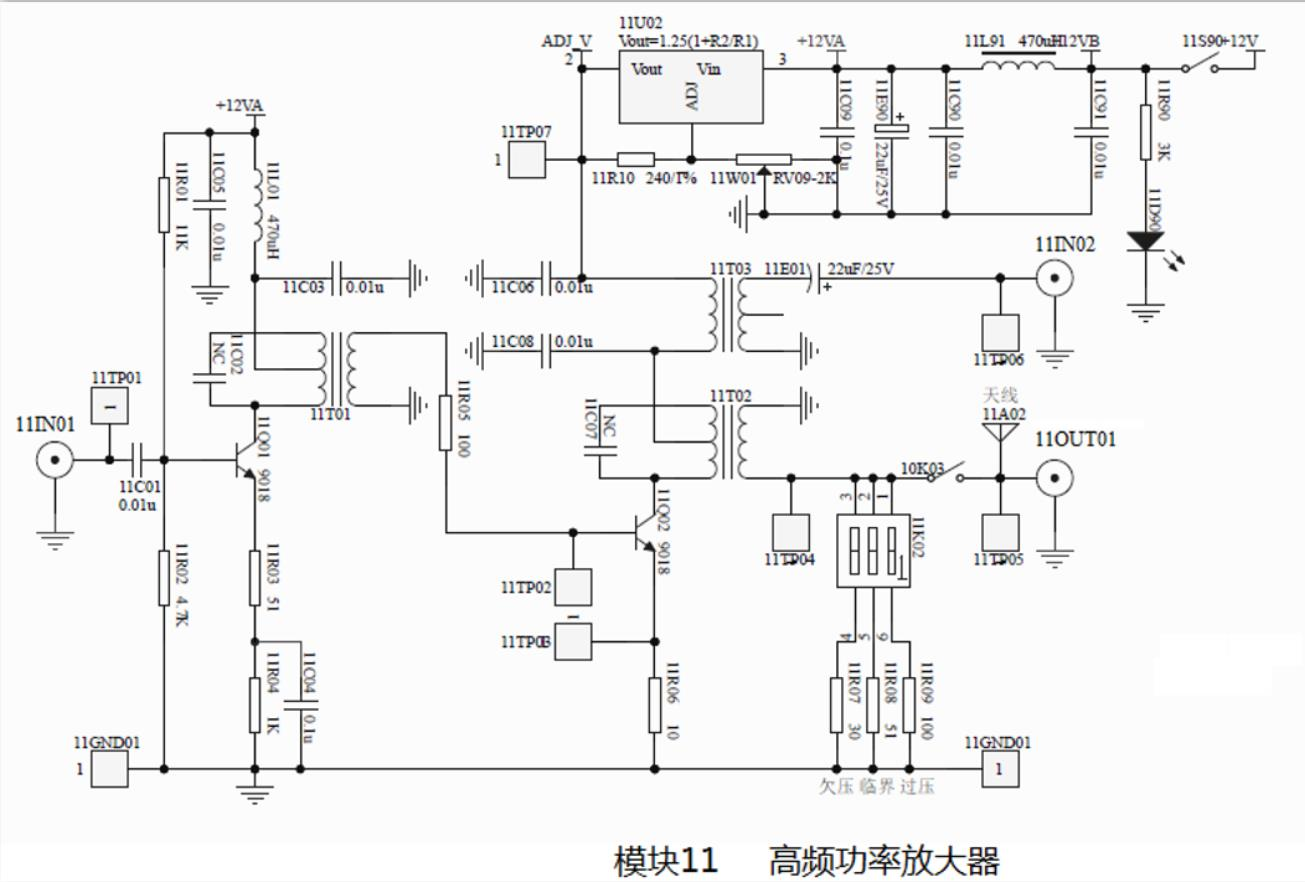 11U02
ADJ_V
Vout=1.25(1+R2/R1)
+12VA
11L91 470uH
+12VB
11S90
+12V
2
Vout Vin
ADJ
3
11C09 0.1u
11E90 22uF/25V
+
11C90 0.01u
11C91 0.01u
11R90 3K
+12VA
11TP07
1
11R10 240/1%
11W01 RV09-2K
11D90
11R01 11K
11C05 0.01u
11L01 470uH
11C03 0.01u
11C06 0.01u
11T03
11E01 22uF/25V
+
11IN02
11TP06
11C08 0.01u
11C02 NC
11T01
11R05 100
11C07 NC
11T02
天线
11A02
11TP01
1
11IN01
11C01
0.01u
11Q01 9018
11OUT01
10K03
3 2 1
11K02
1
11TP04
11TP05
11Q02 9018
11TP02
1
11TP03
11R02 4.7K
11R03 51
11R04 1K
11C04 0.1u
11R06 10
4 5 6
11R07 30
11R08 51
11R09 100
11GND01
1
11GND01
1
欠压 临界 过压
模块11 高频功率放大器